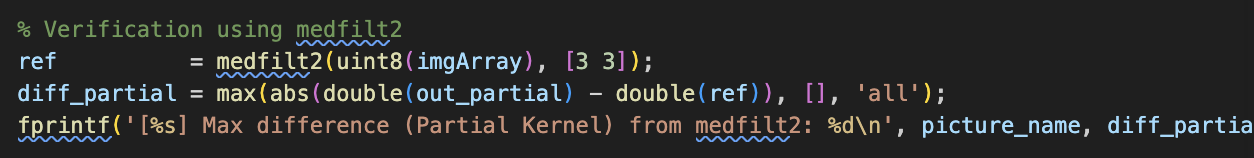 % Verification using medfilt2
ref         = medfilt2(uint8(imgArray), [3 3]);
diff_partial = max(abs(double(out_partial) - double(ref)), [], 'all');
fprintf('[%s] Max difference (Partial Kernel) from medfilt2: %d\n', picture_name, diff_partia